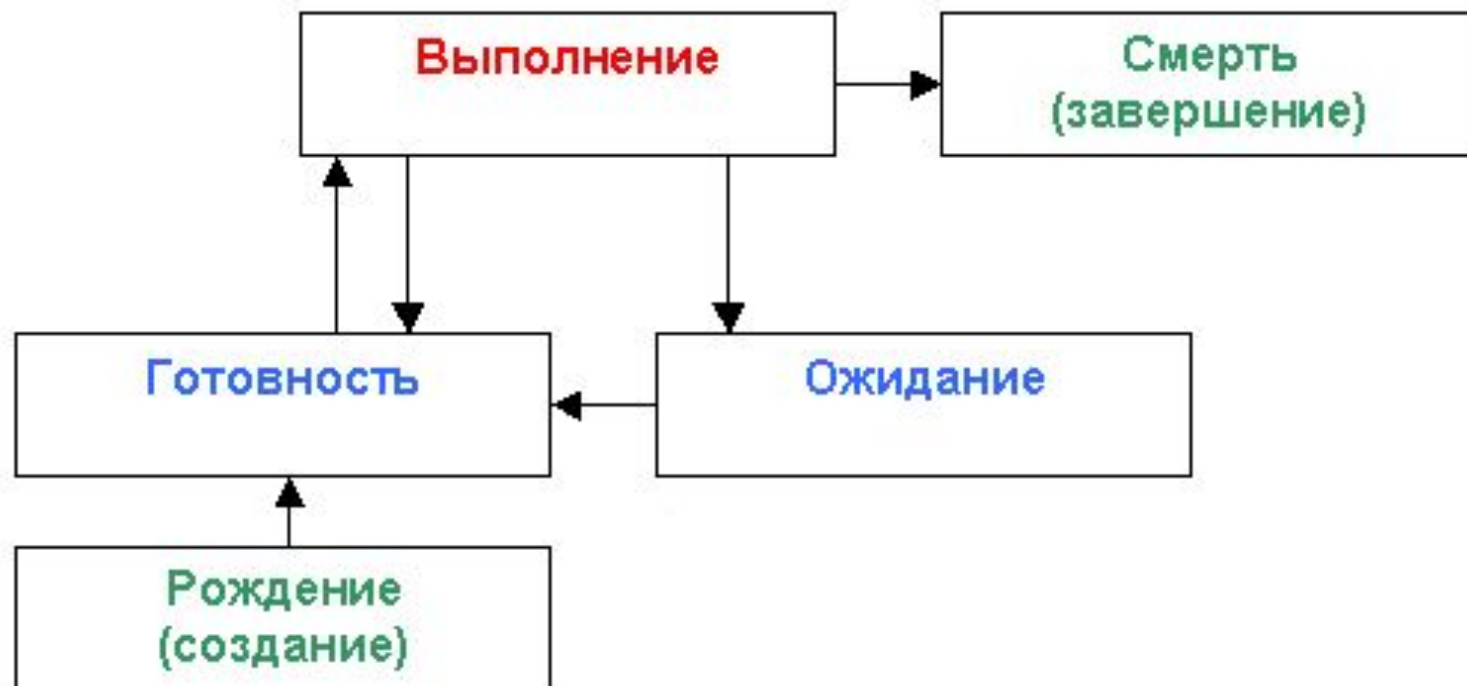 Выполнение
Смерть
(завершение)
Готовность
Ожидание
Рождение
(создание)